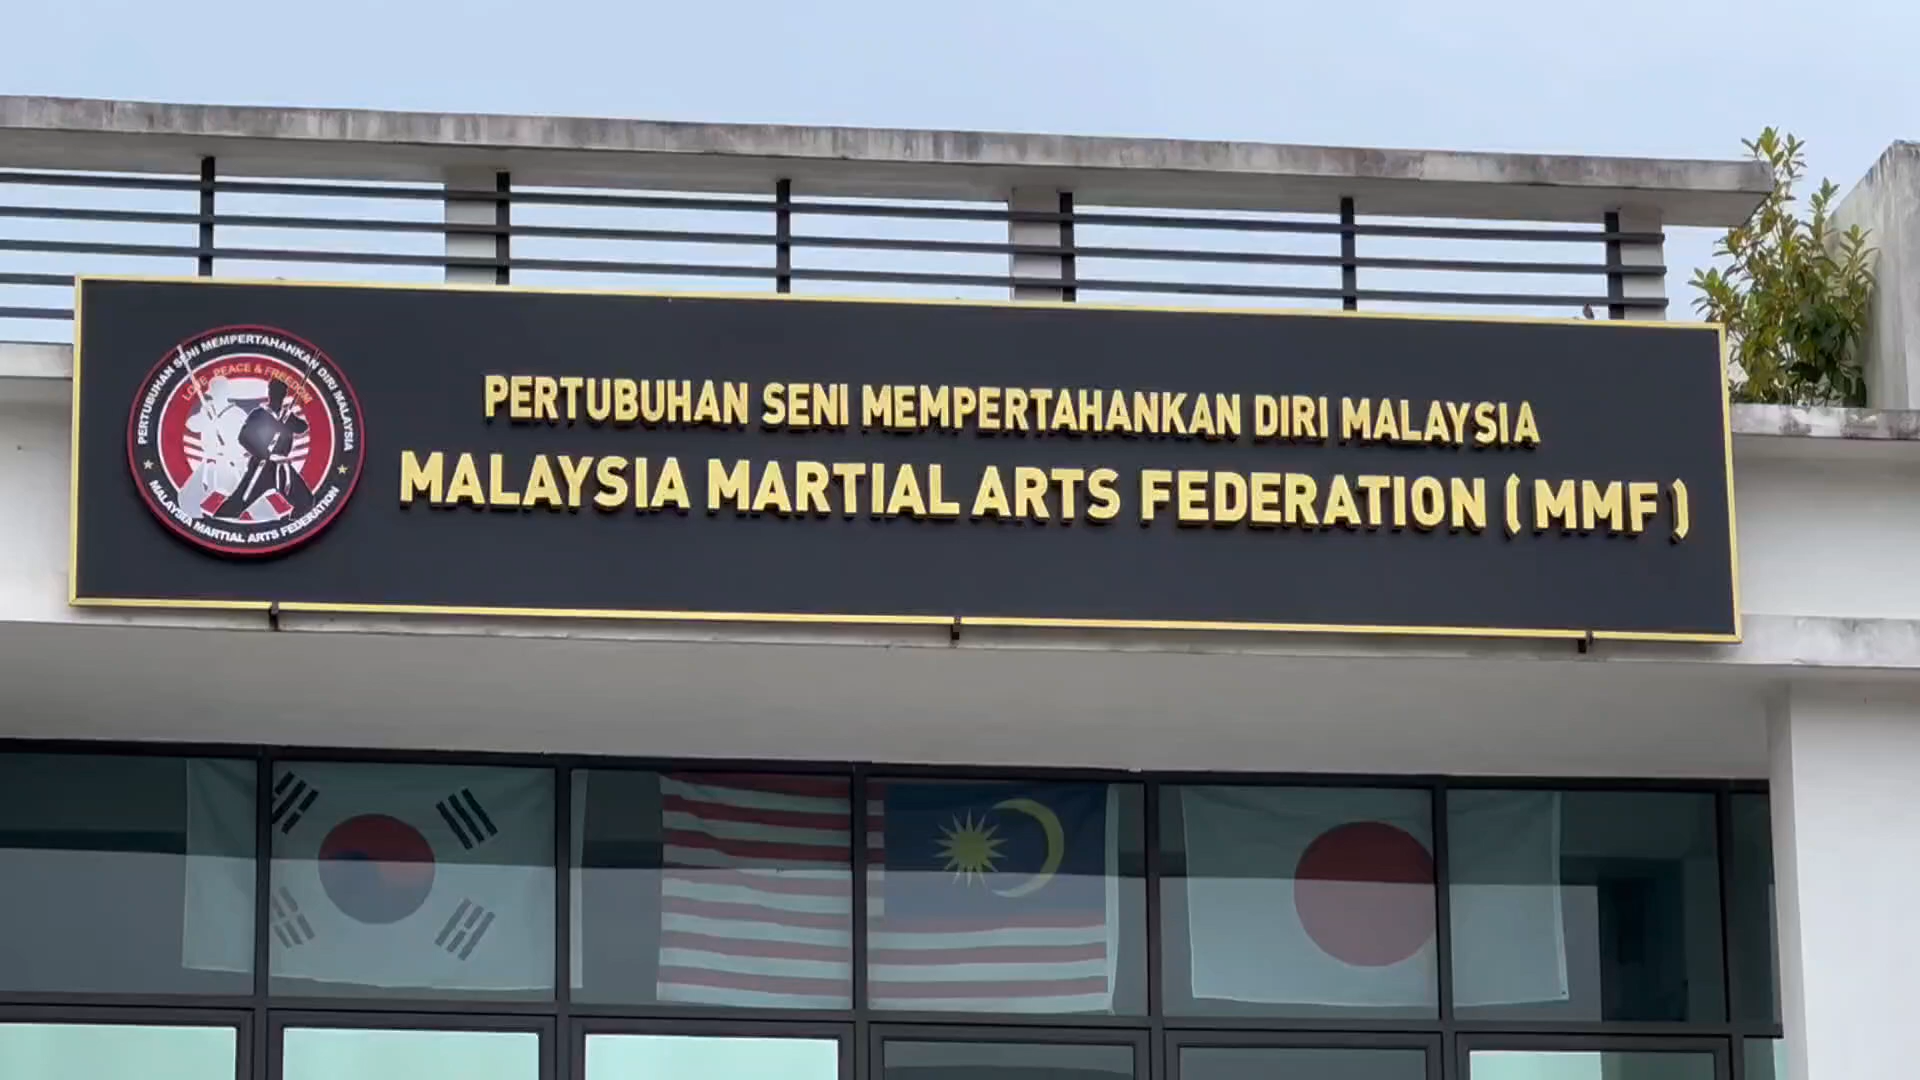 PERTUBUHAN SENI MEMPERTAHANKAN DIRI MALAYSIA
LOVE, PEACE & FREEDOM
MALAYSIA MARTIAL ARTS FEDERATION
PERTUBUHAN SENI MEMPERTAHANKAN DIRI MALAYSIA
MALAYSIA MARTIAL ARTS FEDERATION (MMF)